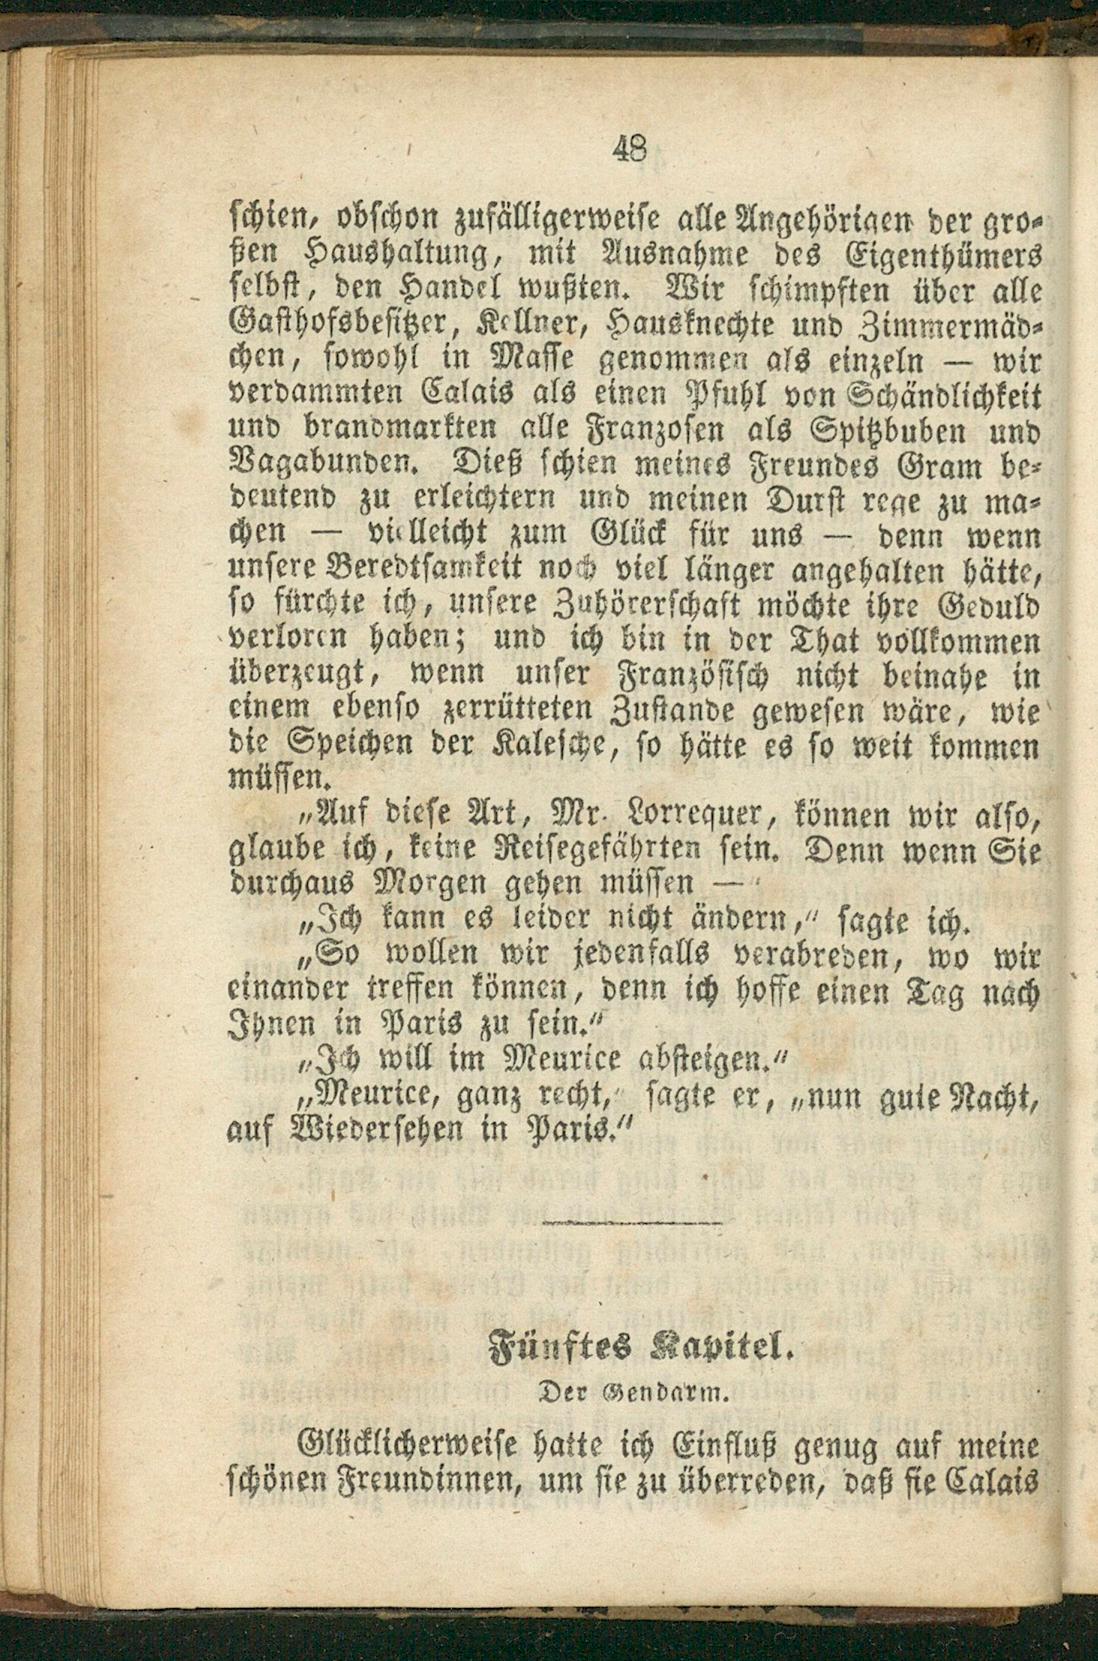 48
schien, obschon zufälligerweise alle Angehörigen der gro-
ßen Haushaltung, mit Ausnahme des Eigenthümers
selbst, den Handel wußten. Wir schimpften über alle
Gasthofsbesitzer, Kellner, Hausknechte und Zimmermäd-
chen, sowohl in Masse genommen als einzeln — wir
verdammten Calais als einen Pfuhl von Schändlichkeit
und brandmarkten alle Franzosen als Spitzbuben und
Vagabunden. Dieß schien meines Freundes Gram be-
deutend zu erleichtern und meinen Durst rege zu ma-
chen — vielleicht zum Glück für uns — denn wenn
unsere Beredtsamkeit noch viel länger angehalten hätte,
so fürchte ich, unsere Zuhörerschaft möchte ihre Geduld
verloren haben; und ich bin in der That vollkommen
überzeugt, wenn unser Französisch nicht beinahe in
einem ebenso zerrütteten Zustande gewesen wäre, wie
die Speichen der Kalesche, so hätte es so weit kommen
müssen.
„Auf diese Art, Mr. Lorrequer, können wir also,
glaube ich, keine Reisegefährten sein. Denn wenn Sie
durchaus Morgen gehen müssen —"
„Ich kann es leider nicht ändern,“ sagte ich.
„So wollen wir jedenfalls verabreden, wo wir
einander treffen können, denn ich hoffe einen Tag nach
Ihnen in Paris zu sein.“
„Ich will im Meurice absteigen.“
„Meurice, ganz recht,“ sagte er, „nun gute Nacht,
auf Wiedersehen in Paris.“
Fünftes Kapitel.
Der Gendarm.
Glücklicherweise hatte ich Einfluß genug auf meine
schönen Freundinnen, um sie zu überreden, daß sie Calais